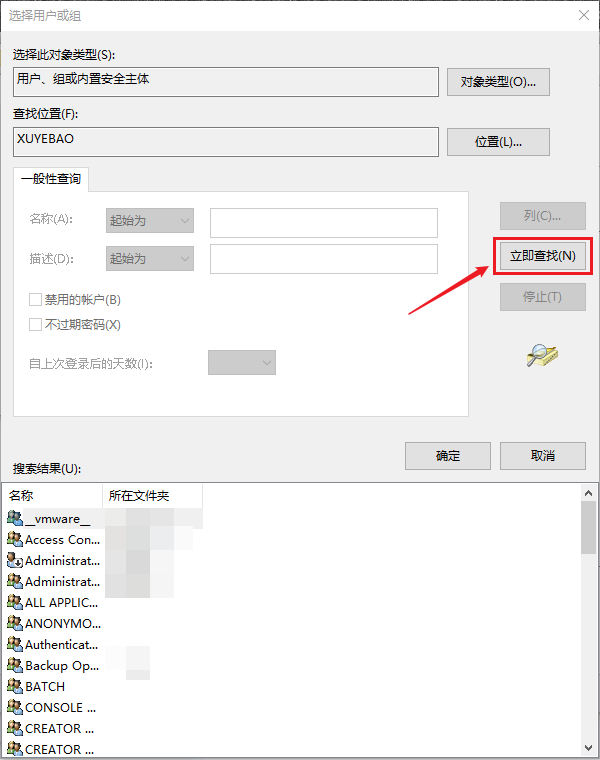 选择用户或组
选择此对象类型(S):
用户、组或内置安全主体
对象类型(O)...
查找位置(F):
XUYEBAO
位置(L)...
一般性查询
名称(A):
起始为
列(C)...
描述(D):
起始为
立即查找(N)
禁用的帐户(B)
停止(T)
不过期密码(X)
自上次登录后的天数(I):
确定
取消
搜索结果(U):
名称
所在文件夹
__vmware__
Access Con...
Administrat...
Administrat...
ALL APPLIC...
ANONYMO...
Authenticat...
Backup Op...
BATCH
CONSOLE ...
CREATOR ...
CREATOR ...